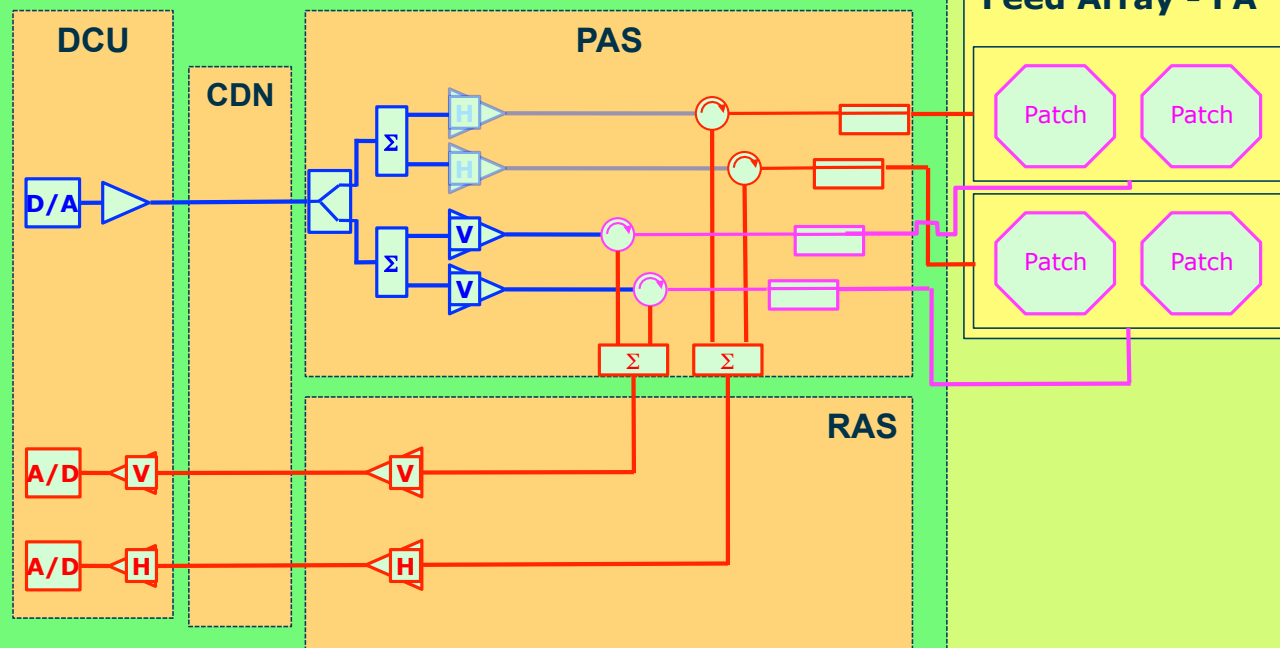 Feed Array - FA
DCU
PAS
CDN
H
Σ
H
Patch
Patch
D/A
V
Σ
V
Patch
Patch
Σ
Σ
RAS
A/D
V
V
A/D
H
H